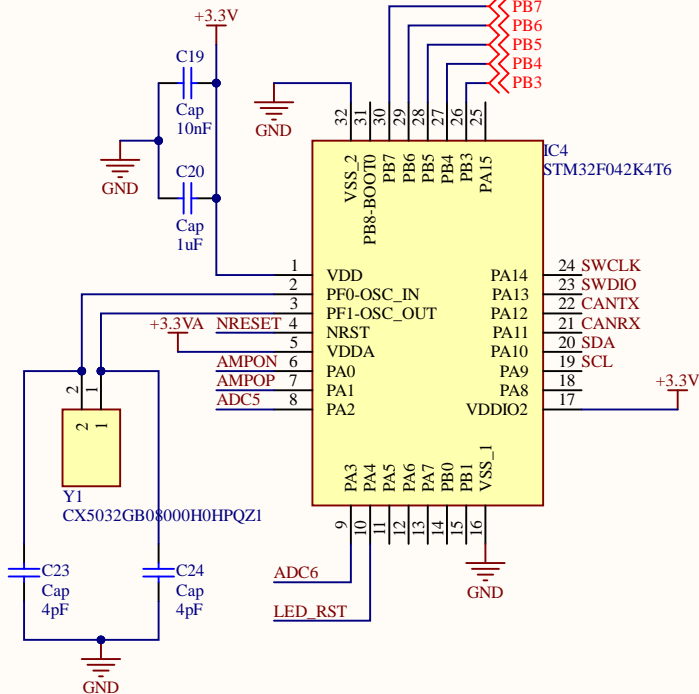 +3.3V
PB7
PB6
PB5
PB4
PB3
C19
Cap
10nF
GND
GND
C20
Cap
1uF
32
31
30
29
28
27
26
25
VSS_2
PB8-BOOT0
PB7
PB6
PB5
PB4
PB3
PA15
IC4
STM32F042K4T6
1 VDD
2 PF0-OSC_IN
3 PF1-OSC_OUT
NRESET 4 NRST
+3.3VA
5 VDDA
AMPON 6 PA0
AMPOP 7 PA1
ADC5 8 PA2
PA14 24 SWCLK
PA13 23 SWDIO
PA12 22 CANTX
PA11 21 CANRX
PA10 20 SDA
PA9 19 SCL
PA8 18
VDDIO2 17
+3.3V
2
1
2
1
Y1
CX5032GB08000H0HPQZ1
PA3
PA4
PA5
PA6
PA7
PB0
PB1
VSS_1
9
10
11
12
13
14
15
16
ADC6
LED_RST
GND
C23
Cap
4pF
C24
Cap
4pF
GND